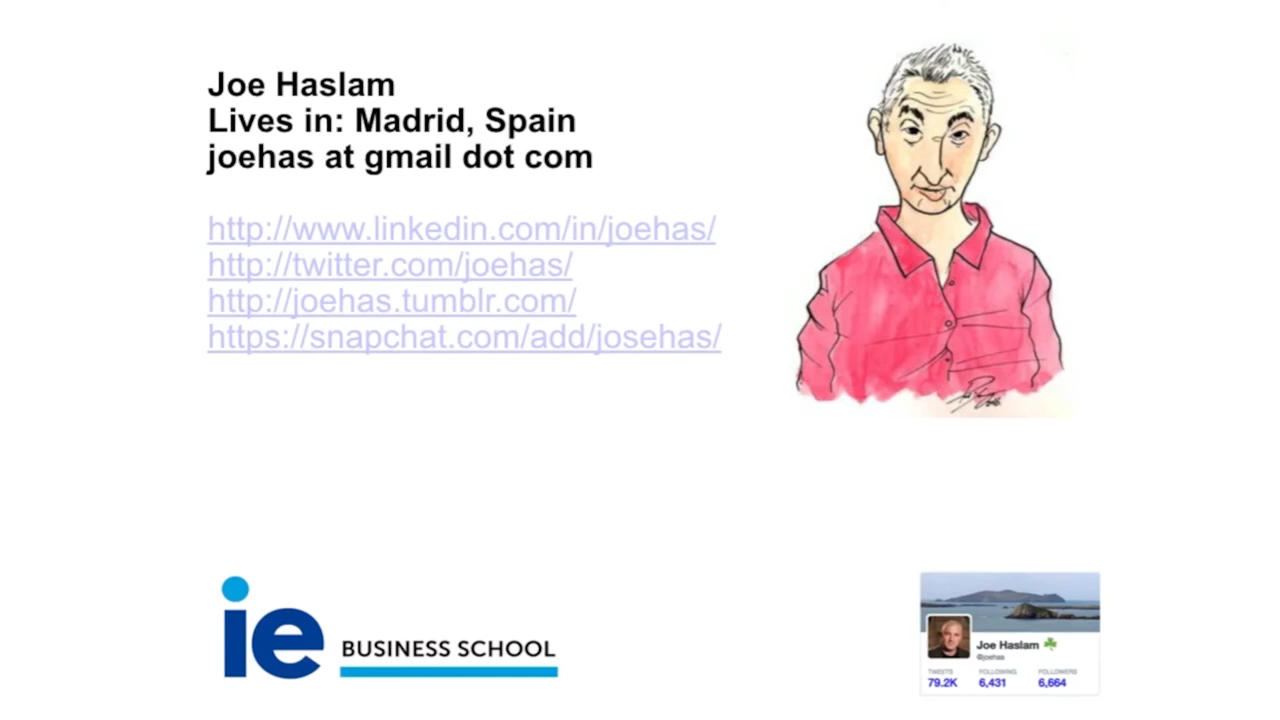 Joe Haslam
Lives in: Madrid, Spain
joehas at gmail dot com
http://www.linkedin.com/in/joehas/
http://twitter.com/joehas/
http://joehas.tumblr.com/
https://snapchat.com/add/josehas/
ie BUSINESS SCHOOL
Joe Haslam
@joehas
TWEETS FOLLOWING FOLLOWERS
79.2K 6,431 6,664